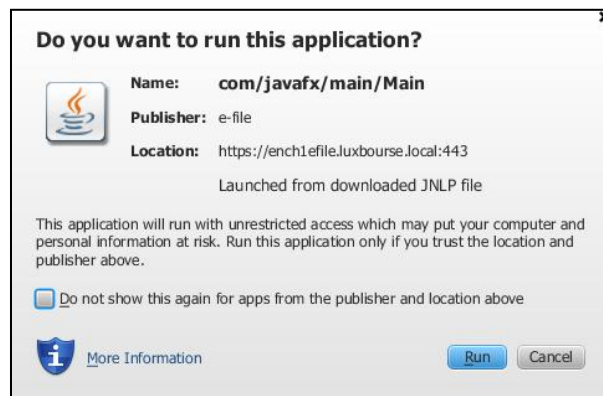 Do you want to run this application?
Name: com/javafx/main/Main
Publisher: e-file
Location: https://ench1efile.luxbourse.local:443
Launched from downloaded JNLP file
This application will run with unrestricted access which may put your computer and
personal information at risk. Run this application only if you trust the location and
publisher above.
Do not show this again for apps from the publisher and location above
More Information
Run
Cancel